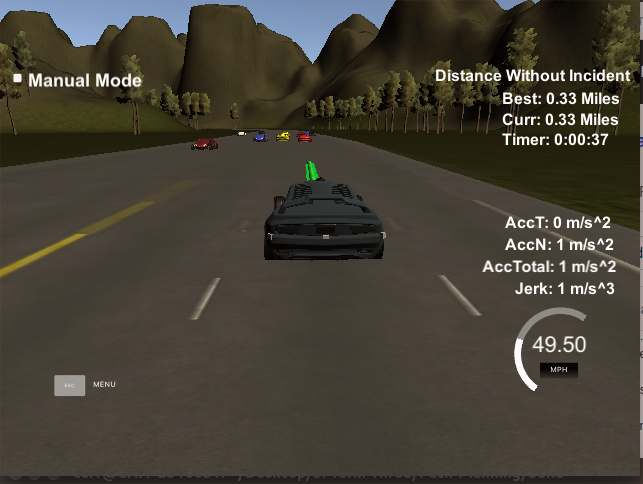 Manual Mode
Distance Without Incident
Best: 0.33 Miles
Curr: 0.33 Miles
Timer: 0:00:37
AccT: 0 m/s^2
AccN: 1 m/s^2
AccTotal: 1 m/s^2
Jerk: 1 m/s^3
49.50
MPH
ESC MENU